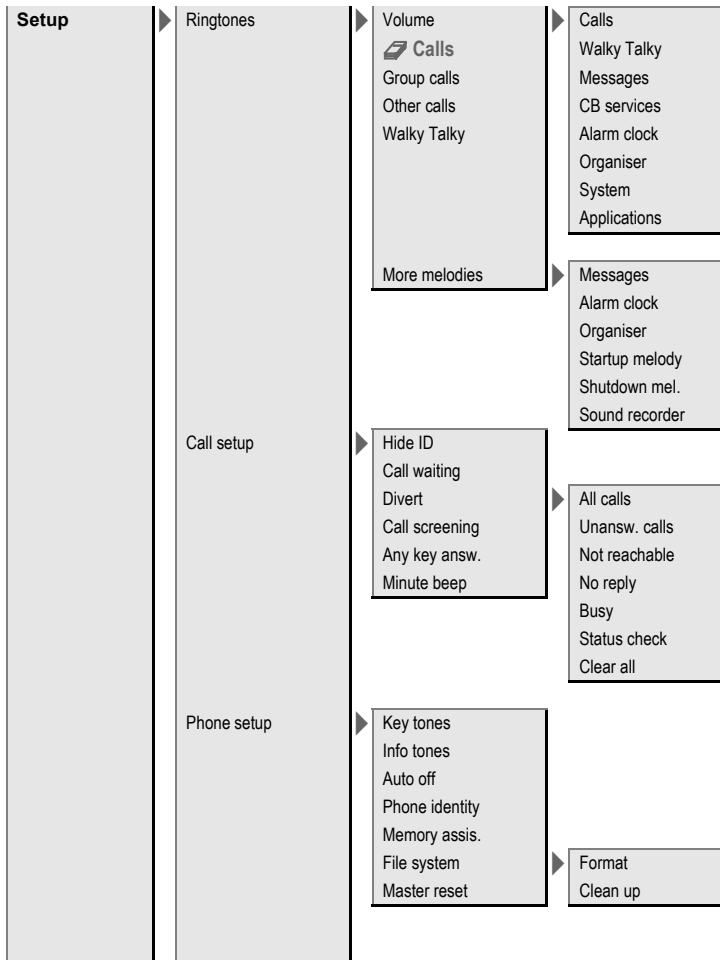 Setup
Ringtones
Volume
Calls
Group calls
Other calls
Walky Talky
More melodies
Calls
Walky Talky
Messages
CB services
Alarm clock
Organiser
System
Applications
Messages
Alarm clock
Organiser
Startup melody
Shutdown mel.
Sound recorder
Call setup
Hide ID
Call waiting
Divert
Call screening
Any key answ.
Minute beep
All calls
Unansw. calls
Not reachable
No reply
Busy
Status check
Clear all
Phone setup
Key tones
Info tones
Auto off
Phone identity
Memory assis.
File system
Master reset
Format
Clean up